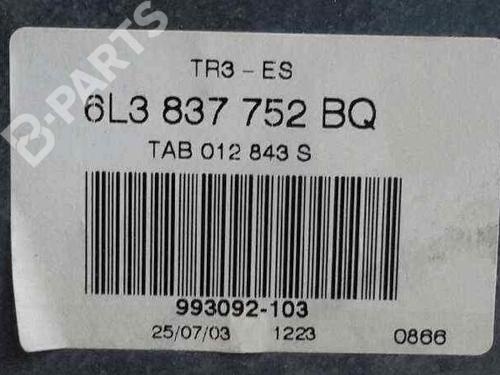 TR3 - ES
6L3 837 752 BQ
TAB 012 843 S
993092-103
25/07/03 1223 0866
B-PARTS